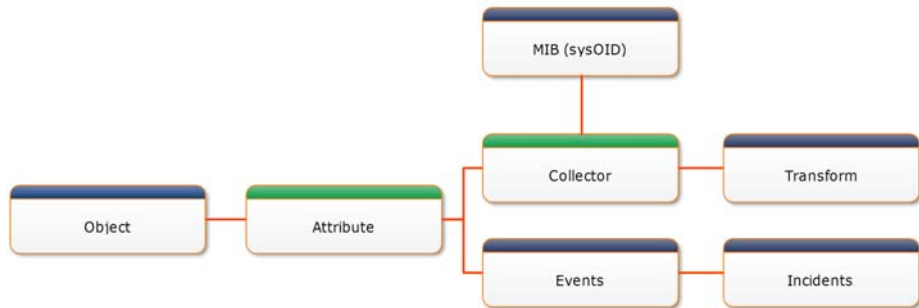 MIB (sysOID)
Collector
Transform
Object
Attribute
Events
Incidents